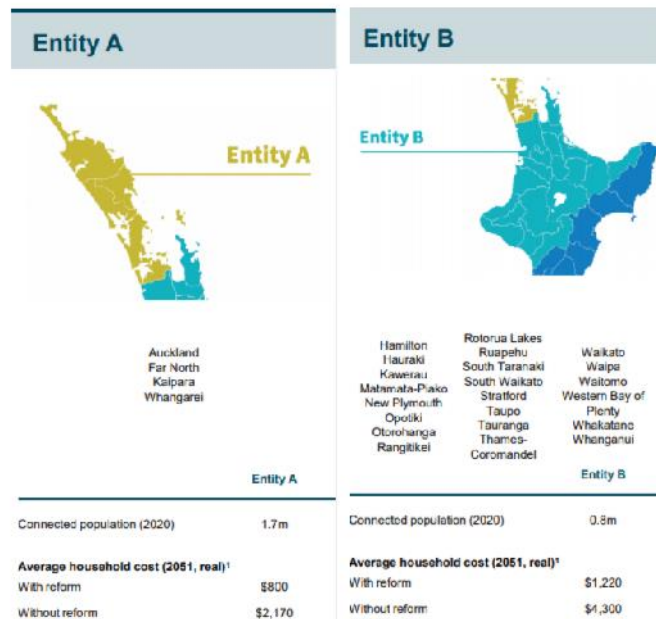 Entity A
Entity A
Auckland
Far North
Kaipara
Whangarei
Entity A
Connected population (2020) 1.7m
Average household cost (2051, real)¹
With reform $800
Without reform $2,170
Entity B
Entity B
Hamilton
Hauraki
Kawerau
Matamata-Piako
New Plymouth
Opotiki
Otorohanga
Rangitikei
Rotorua Lakes
Ruapehu
South Taranaki
South Waikato
Stratford
Taupo
Tauranga
Thames-
Coromandel
Waikato
Waipa
Waitomo
Western Bay of
Plenty
Whakatane
Whanganui
Entity B
Connected population (2020) 0.8m
Average household cost (2051, real)¹
With reform $1,220
Without reform $4,300